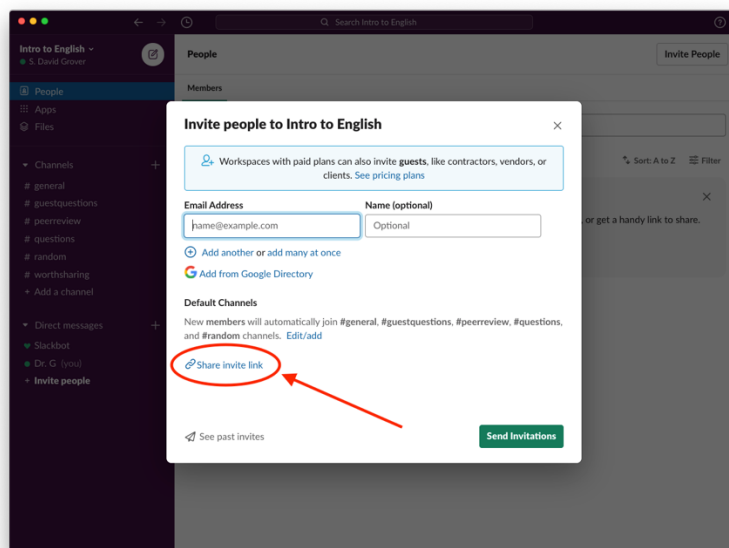 Search Intro to English
Intro to English
S. David Grover
People
Apps
Files
Channels
# general
# guestquestions
# peerreview
# questions
# random
# worthsharing
+ Add a channel
Direct messages
Slackbot
Dr. G (you)
+ Invite people
People
Invite People
Members
Sort: A to Z
Filter
or get a handy link to share.
Invite people to Intro to English
Workspaces with paid plans can also invite guests, like contractors, vendors, or
clients. See pricing plans
Email Address
Name (optional)
name@example.com
Optional
Add another or add many at once
Add from Google Directory
Default Channels
New members will automatically join #general, #guestquestions, #peerreview, #questions,
and #random channels. Edit/add
Share invite link
See past invites
Send Invitations